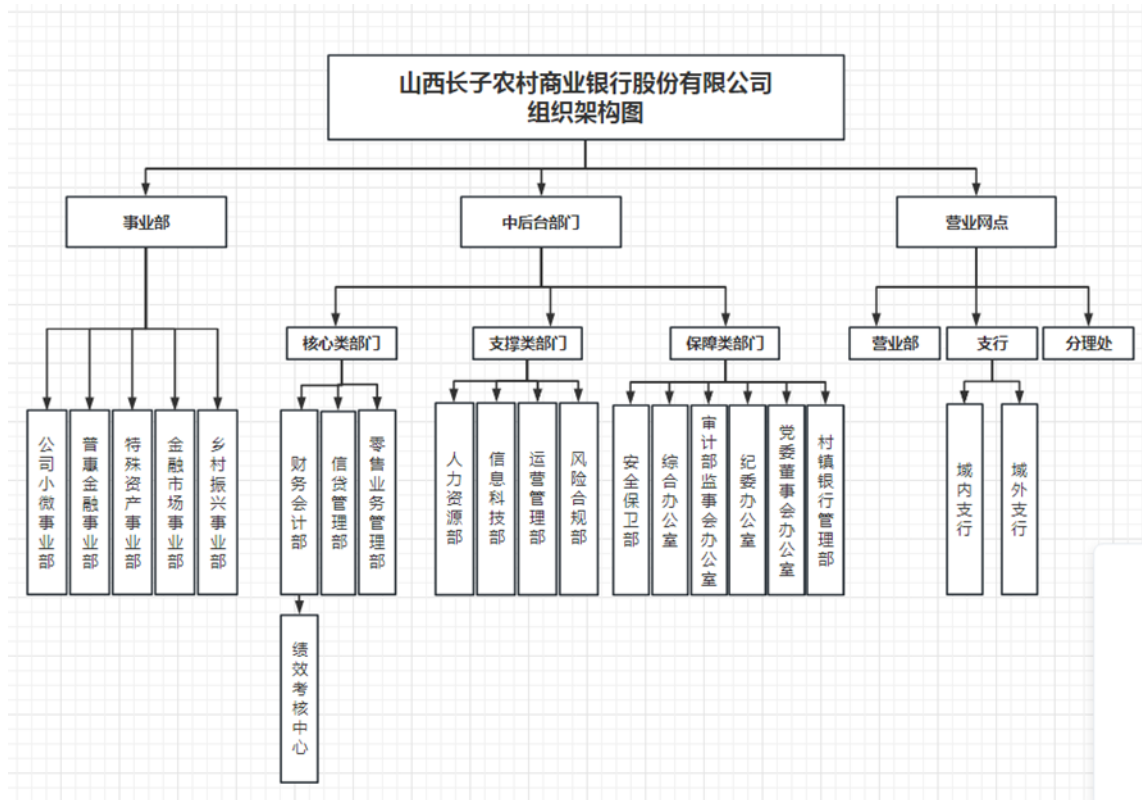 山西长子农村商业银行股份有限公司
组织架构图
事业部
中后台部门
营业网点
核心类部门
支撑类部门
保障类部门
营业部
支行
分理处
公司小微事业部
普惠金融事业部
特殊资产事业部
金融市场事业部
乡村振兴事业部
财务会计部
信贷管理部
零售业务管理部
人力资源部
信息科技部
运营管理部
风险合规部
安全保卫部
综合办公室
审计部监事会办公室
纪委办公室
党委董事会办公室
村镇银行管理部
域内支行
域外支行
绩效考核中心